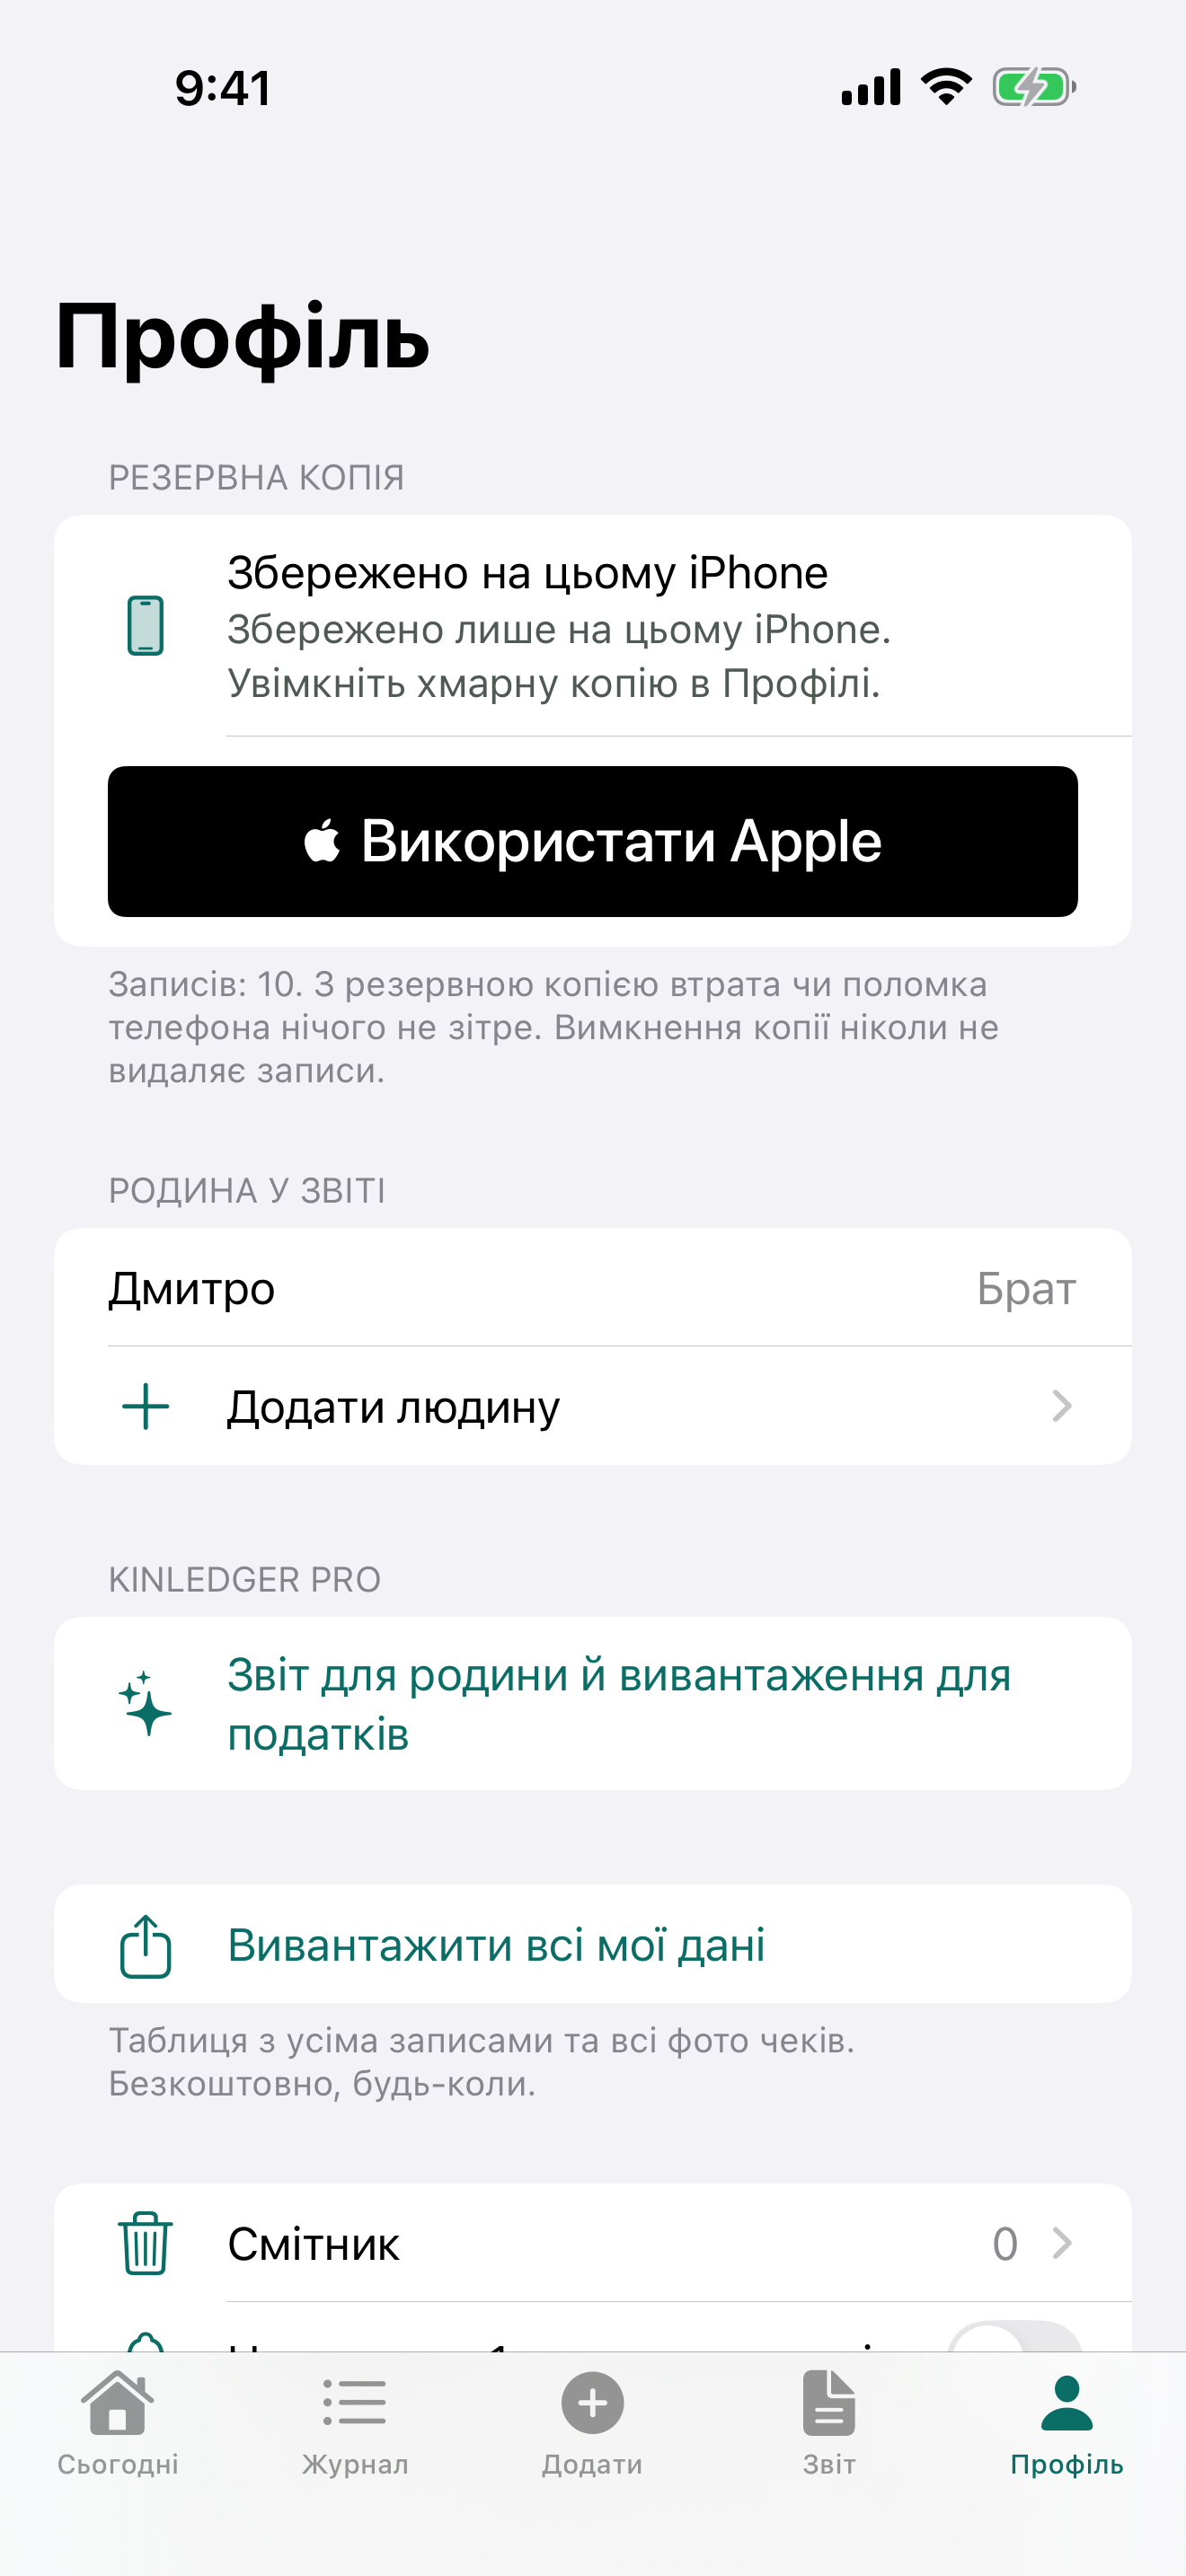 9:41
Профіль
РЕЗЕРВНА КОПІЯ
Збережено на цьому iPhone
Збережено лише на цьому iPhone.
Увімкніть хмарну копію в Профілі.
Використати Apple
Записів: 10. З резервною копією втрата чи поломка
телефона нічого не зітре. Вимкнення копії ніколи не
видаляє записи.
РОДИНА У ЗВІТІ
Дмитро Брат
Додати людину
KINLEDGER PRO
Звіт для родини й вивантаження для
податків
Вивантажити всі мої дані
Таблиця з усіма записами та всі фото чеків.
Безкоштовно, будь-коли.
Смітник 0
Сьогодні Журнал Додати Звіт Профіль